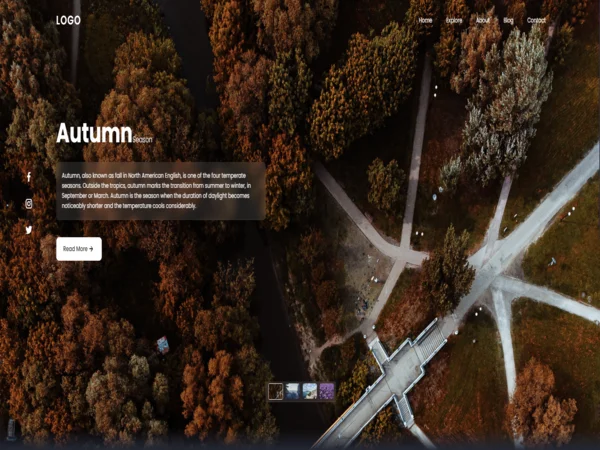 LOGO
Home Explore About Blog Contact
Autumn Season
Autumn, also known as fall in North American English, is one of the four temperate
seasons. Outside the tropics, autumn marks the transition from summer to winter, in
September or March. Autumn is the season when the duration of daylight becomes
noticeably shorter and the temperature cools considerably.
Read More →